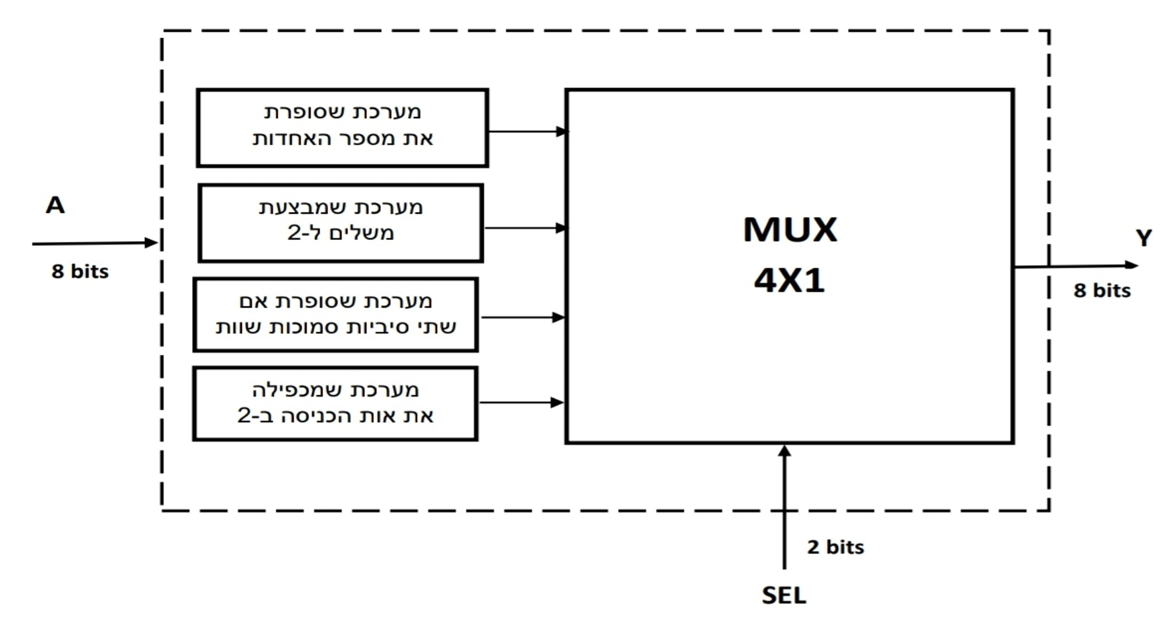 מערכת שסופרת
את מספר האחדות
מערכת שמבצעת
משלים ל-2
מערכת שסופרת אם
שתי סיביות סמוכות שוות
מערכת שמכפילה
את אות הכניסה ב-2
A
8 bits
MUX
4X1
Y
8 bits
2 bits
SEL